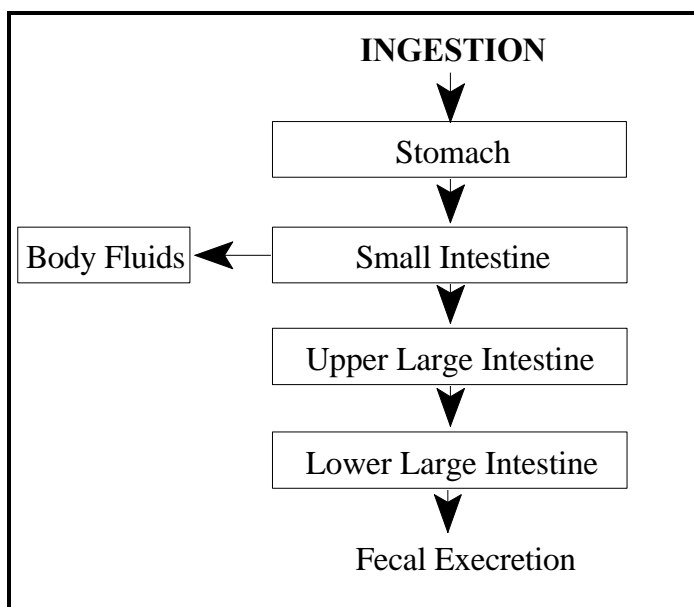 INGESTION
Stomach
Body Fluids
Small Intestine
Upper Large Intestine
Lower Large Intestine
Fecal Execretion